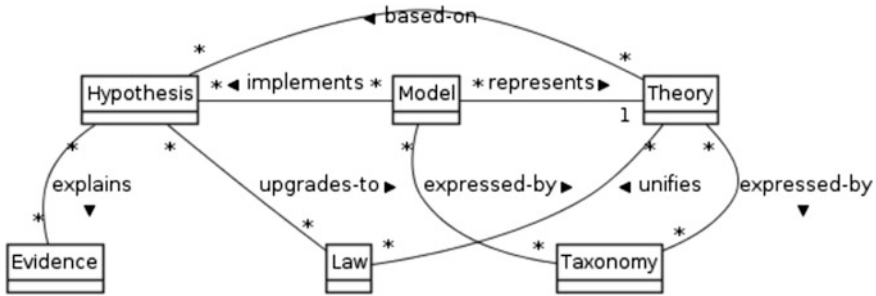 ◄ based-on
* *
Hypothesis * ◄ implements * Model * represents ► Theory
1
* * * * *
explains upgrades-to ► expressed-by ► ◄ unifies expressed-by
▼ ▼
* * * * *
Evidence Law Taxonomy